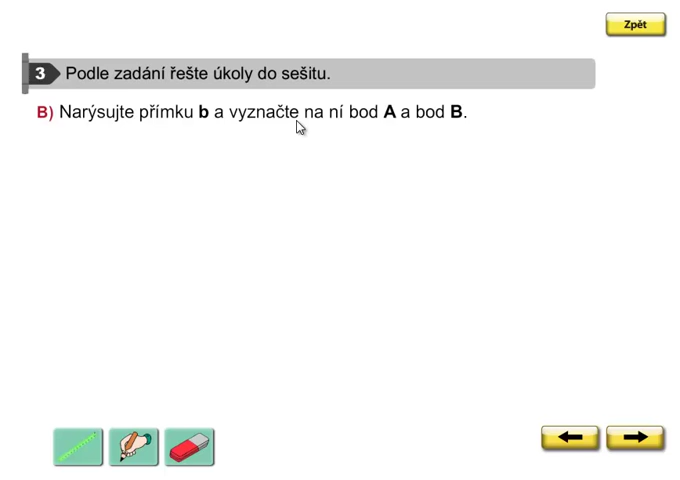 Zpět
3 Podle zadání řešte úkoly do sešitu.
B) Narýsujte přímku b a vyznačte na ní bod A a bod B.